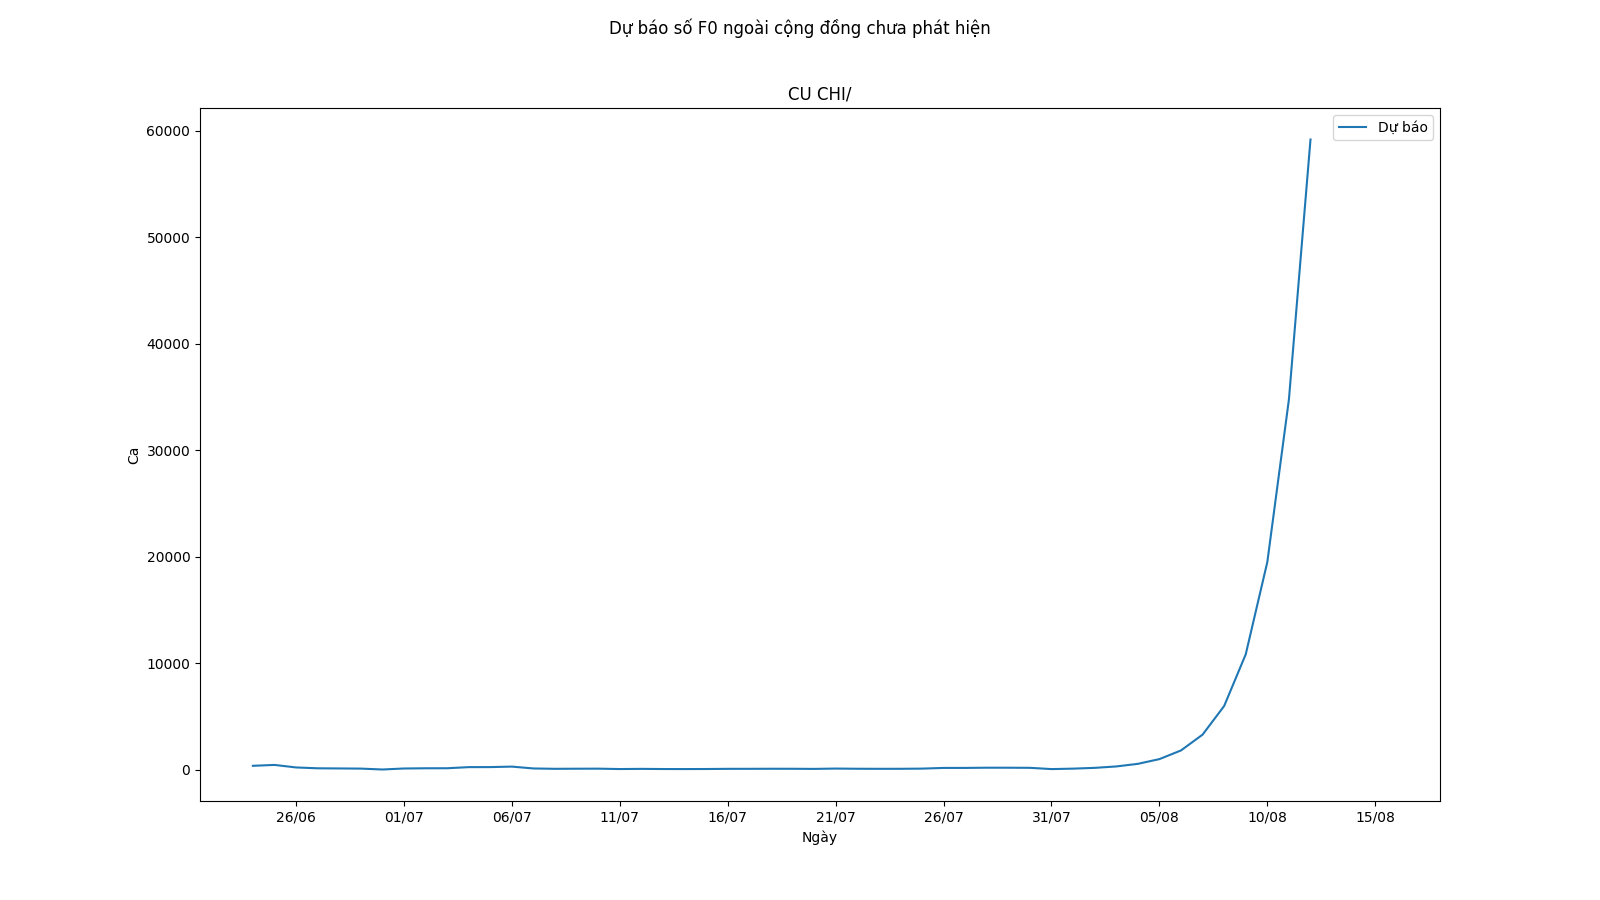 Dự báo số F0 ngoài cộng đồng chưa phát hiện
CU CHI/
Dự báo
60000
50000
40000
30000
20000
10000
0
Ca
26/06 01/07 06/07 11/07 16/07 21/07 26/07 31/07 05/08 10/08 15/08
Ngày